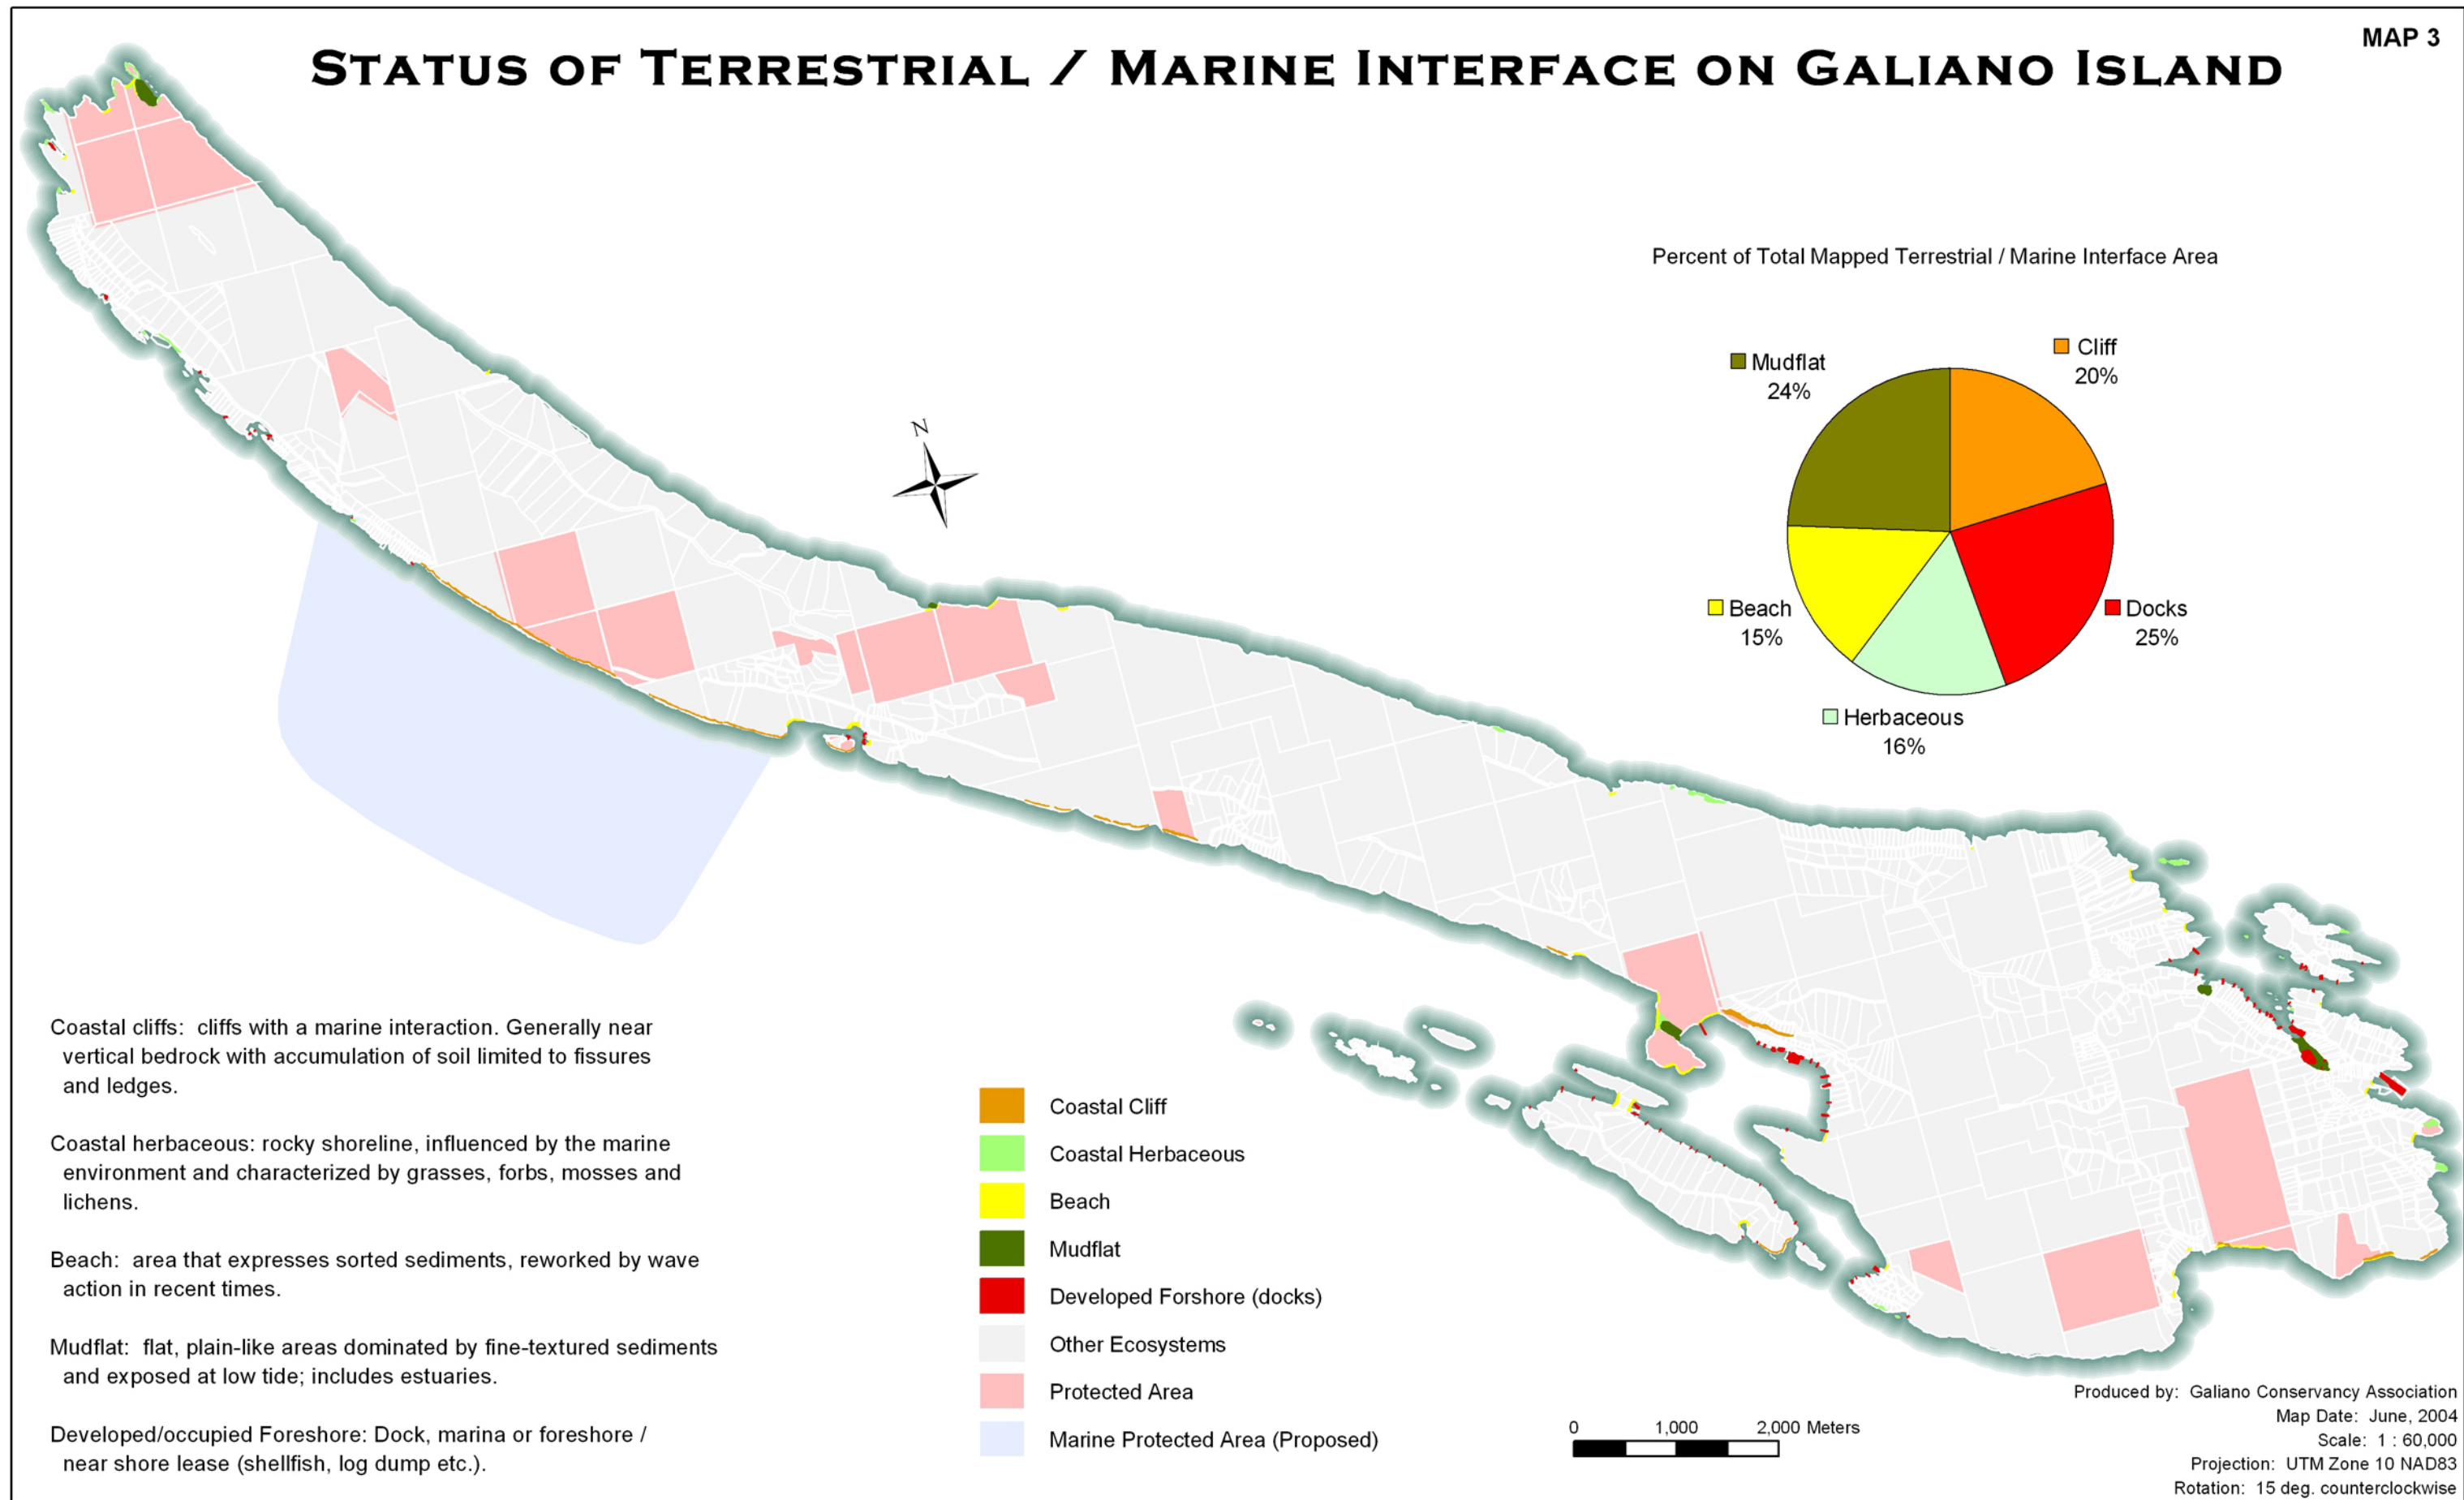 MAP 3
STATUS OF TERRESTRIAL / MARINE INTERFACE ON GALIANO ISLAND
Percent of Total Mapped Terrestrial / Marine Interface Area
Mudflat
24%
Cliff
20%
Beach
15%
Docks
25%
Herbaceous
16%
N
Coastal cliffs:  cliffs with a marine interaction. Generally near
vertical bedrock with accumulation of soil limited to fissures
and ledges.
Coastal herbaceous: rocky shoreline, influenced by the marine
environment and characterized by grasses, forbs, mosses and
lichens.
Beach:  area that expresses sorted sediments, reworked by wave
action in recent times.
Mudflat:  flat, plain-like areas dominated by fine-textured sediments
and exposed at low tide; includes estuaries.
Developed/occupied Foreshore: Dock, marina or foreshore /
near shore lease (shellfish, log dump etc.).
Coastal Cliff
Coastal Herbaceous
Beach
Mudflat
Developed Forshore (docks)
Other Ecosystems
Protected Area
Marine Protected Area (Proposed)
0 1,000 2,000 Meters
Produced by:  Galiano Conservancy Association
Map Date:  June, 2004
Scale:  1 : 60,000
Projection:  UTM Zone 10 NAD83
Rotation:  15 deg. counterclockwise